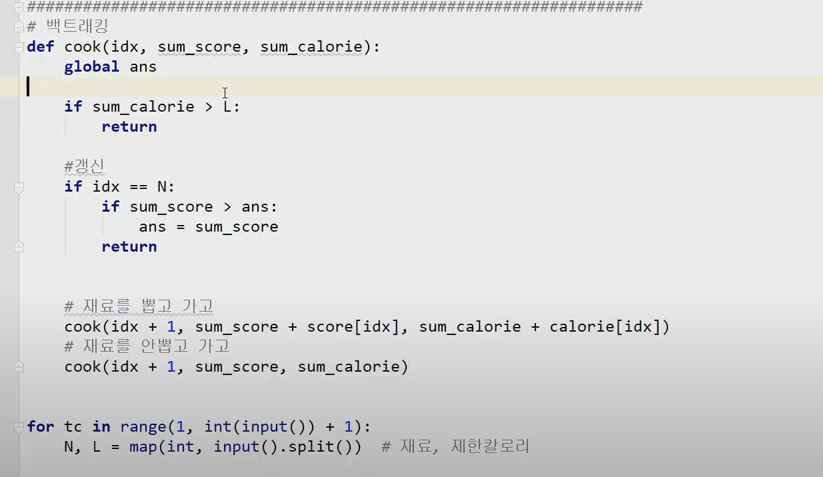 ##################################################################
# 백트래킹
def cook(idx, sum_score, sum_calorie):
    global ans
    if sum_calorie > L:
        return
    #갱신
    if idx == N:
        if sum_score > ans:
            ans = sum_score
        return
    # 재료를 뽑고 가고
    cook(idx + 1, sum_score + score[idx], sum_calorie + calorie[idx])
    # 재료를 안뽑고 가고
    cook(idx + 1, sum_score, sum_calorie)
for tc in range(1, int(input()) + 1):
    N, L = map(int, input().split())  # 재료, 제한칼로리